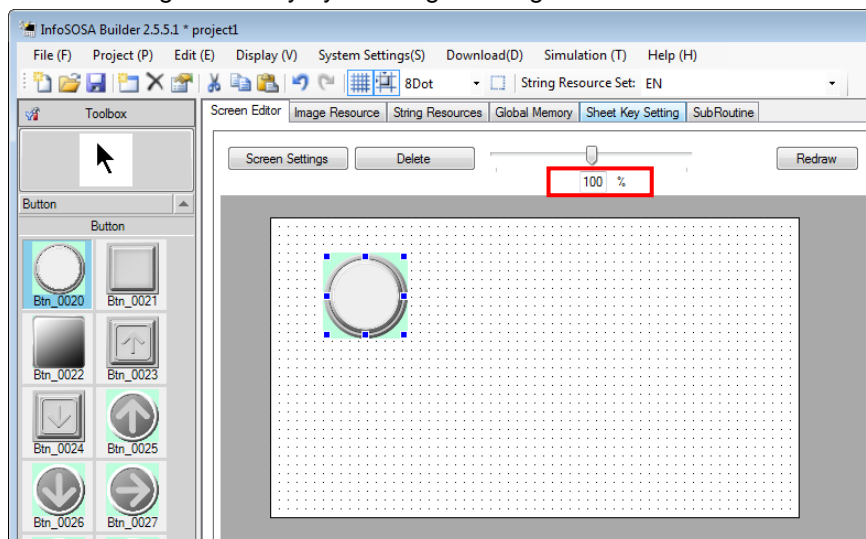 InfoSOSA Builder 2.5.5.1 * project1
File (F) Project (P) Edit (E) Display (V) System Settings(S) Download(D) Simulation (T) Help (H)
8Dot String Resource Set: EN
Toolbox
Screen Editor Image Resource String Resources Global Memory Sheet Key Setting SubRoutine
Screen Settings Delete Redraw
100 %
Button
Button
Btn_0020 Btn_0021
Btn_0022 Btn_0023
Btn_0024 Btn_0025
Btn_0026 Btn_0027